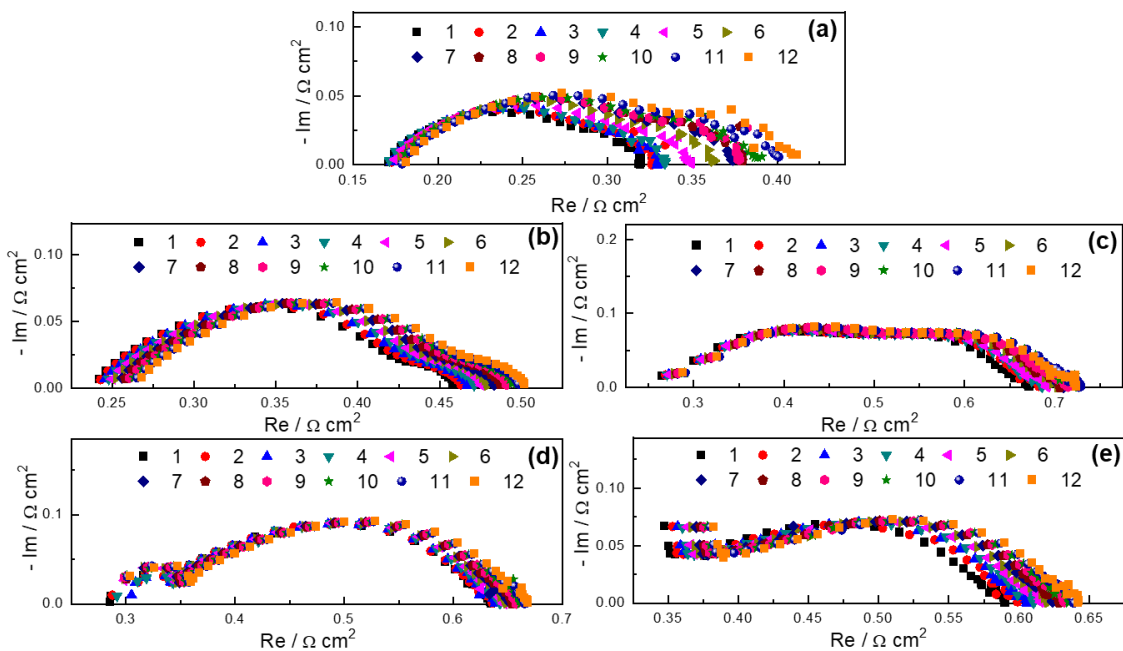 1 2 3 4 5 6 (a)
7 8 9 10 11 12
0.10
0.05
0.00
- Im / Ω cm2
0.15 0.20 0.25 0.30 0.35 0.40
Re / Ω cm2
1 2 3 4 5 6 (b)
7 8 9 10 11 12
0.10
0.05
0.00
- Im / Ω cm2
0.25 0.30 0.35 0.40 0.45 0.50
Re / Ω cm2
1 2 3 4 5 6 (c)
7 8 9 10 11 12
0.2
0.1
0.0
- Im / Ω cm2
0.3 0.4 0.5 0.6 0.7
Re / Ω cm2
1 2 3 4 5 6 (d)
7 8 9 10 11 12
0.1
0.0
- Im / Ω cm2
0.3 0.4 0.5 0.6 0.7
Re / Ω cm2
1 2 3 4 5 6 (e)
7 8 9 10 11 12
0.10
0.05
0.00
- Im / Ω cm2
0.35 0.40 0.45 0.50 0.55 0.60 0.65
Re / Ω cm2